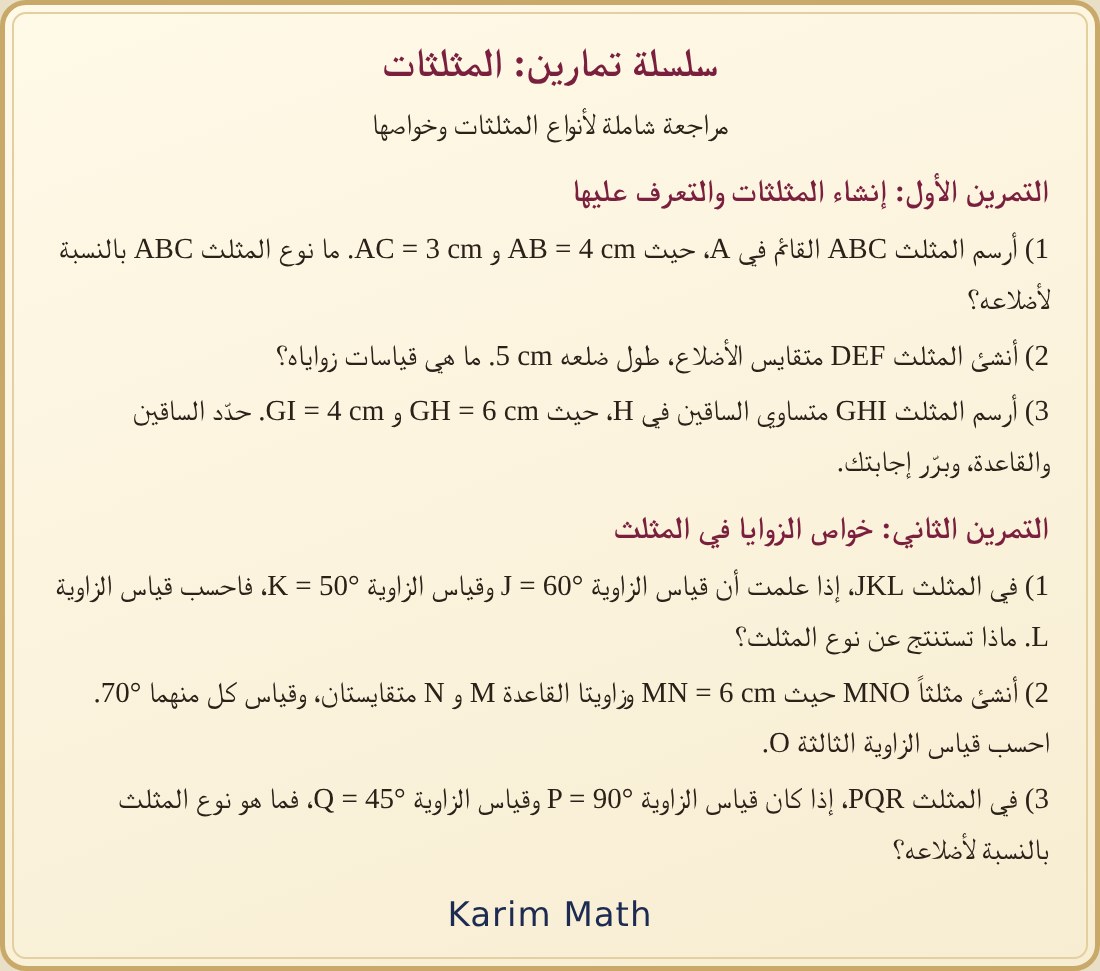 سلسلة تمارين: المثلثات
مراجعة شاملة لأنواع المثلثات وخواصها
التمرين الأول: إنشاء المثلثات والتعرف عليها
1) أرسم المثلث ABC القائم في A، حيث AB = 4 cm و AC = 3 cm. ما نوع المثلث ABC بالنسبة
لأضلاعه؟
2) أنشئ المثلث DEF متقايس الأضلاع، طول ضلعه 5 cm. ما هي قياسات زواياه؟
3) أرسم المثلث GHI متساوي الساقين في H، حيث GH = 6 cm و GI = 4 cm. حدّد الساقين
والقاعدة، وبرّر إجابتك.
التمرين الثاني: خواص الزوايا في المثلث
1) في المثلث JKL، إذا علمت أن قياس الزاوية J = 60° وقياس الزاوية K = 50°، فاحسب قياس الزاوية
L. ماذا تستنتج عن نوع المثلث؟
2) أنشئ مثلثاً MNO حيث MN = 6 cm وزاويتا القاعدة M و N متقايستان، وقياس كل منهما 70°.
احسب قياس الزاوية الثالثة O.
3) في المثلث PQR، إذا كان قياس الزاوية P = 90° وقياس الزاوية Q = 45°، فما هو نوع المثلث
بالنسبة لأضلاعه؟
Karim Math